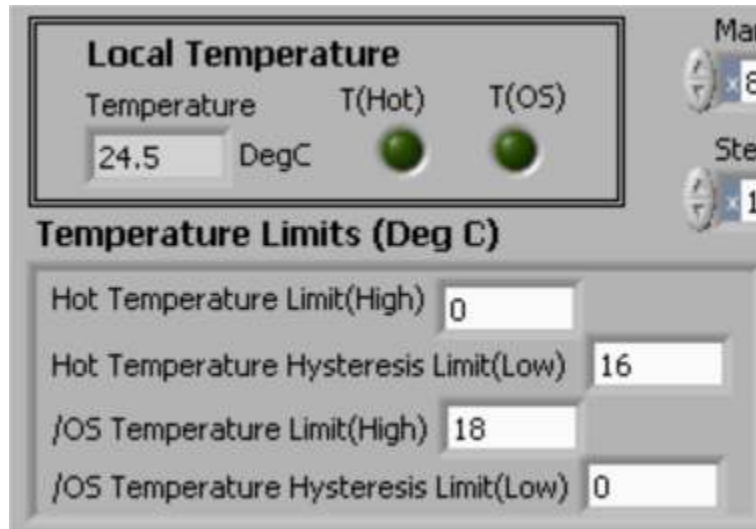 Local Temperature
Temperature T(Hot) T(OS)
24.5 DegC
Temperature Limits (Deg C)
Hot Temperature Limit(High) 0
Hot Temperature Hysteresis Limit(Low) 16
/OS Temperature Limit(High) 18
/OS Temperature Hysteresis Limit(Low) 0